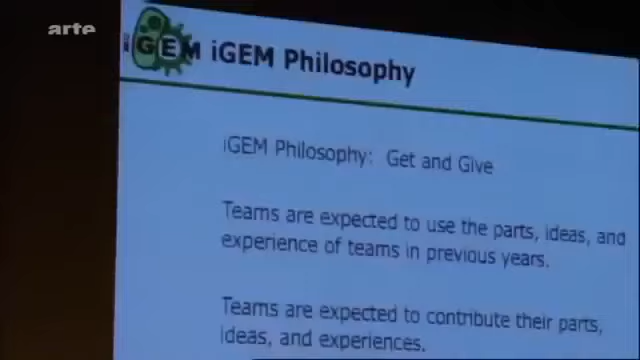 arte
iGEM iGEM Philosophy
iGEM Philosophy: Get and Give
Teams are expected to use the parts, ideas, and
experience of teams in previous years.
Teams are expected to contribute their parts,
ideas, and experiences.